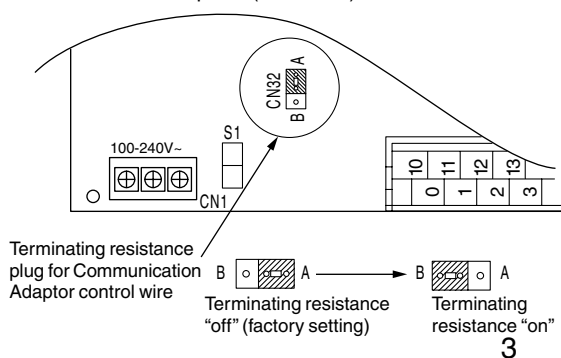 A
CN32
B
S1
100-240V~
CN1
10 11 12 13
0 1 2 3
Terminating resistance
plug for Communication
Adaptor control wire
B A
Terminating resistance
"off" (factory setting)
B A
Terminating
resistance "on"
3